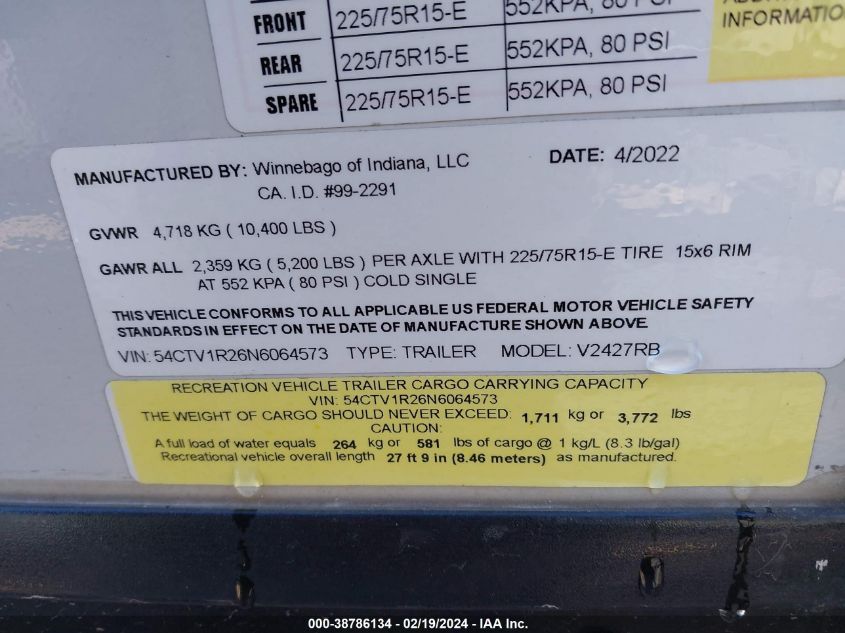 FRONT 225/75R15-E 552KPA, 80 PSI
INFORMATION
REAR 225/75R15-E 552KPA, 80 PSI
SPARE 225/75R15-E 552KPA, 80 PSI
MANUFACTURED BY: Winnebago of Indiana, LLC DATE: 4/2022
CA. I.D. #99-2291
GVWR 4,718 KG ( 10,400 LBS )
GAWR ALL 2,359 KG ( 5,200 LBS ) PER AXLE WITH 225/75R15-E TIRE 15x6 RIM
AT 552 KPA ( 80 PSI ) COLD SINGLE
THIS VEHICLE CONFORMS TO ALL APPLICABLE US FEDERAL MOTOR VEHICLE SAFETY
STANDARDS IN EFFECT ON THE DATE OF MANUFACTURE SHOWN ABOVE.
VIN: 54CTV1R26N6064573 TYPE: TRAILER MODEL: V2427RB
RECREATION VEHICLE TRAILER CARGO CARRYING CAPACITY
VIN: 54CTV1R26N6064573
THE WEIGHT OF CARGO SHOULD NEVER EXCEED: 1,711 kg or 3,772 lbs
CAUTION:
A full load of water equals 264 kg or 581 lbs of cargo @ 1 kg/L (8.3 lb/gal)
Recreational vehicle overall length 27 ft 9 in (8.46 meters) as manufactured.
000-38786134 - 02/19/2024 - IAA Inc.